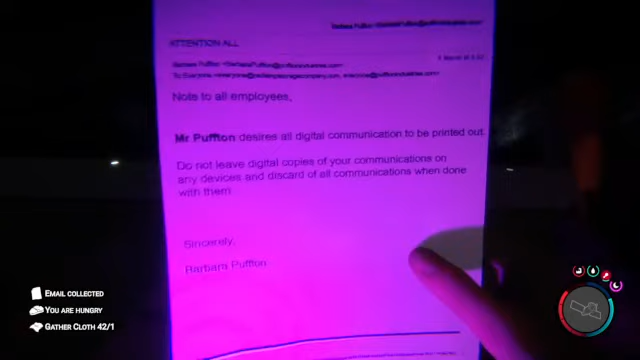 ATTENTION ALL
Note to all employees,
Mr Puffton desires all digital communication to be printed out.
Do not leave digital copies of your communications on
any devices and discard of all communications when done
with them
Sincerely,
Barbara Puffton
EMAIL COLLECTED
YOU ARE HUNGRY
GATHER CLOTH 42/1